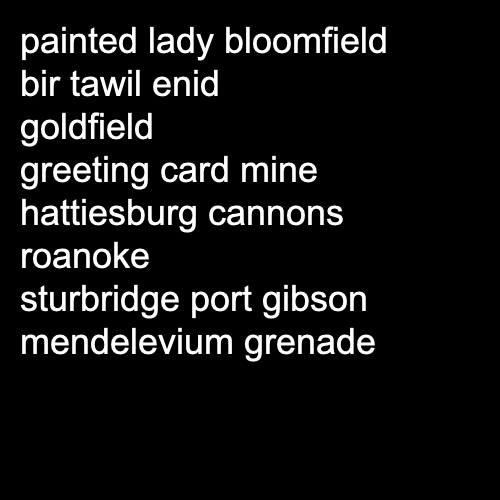 painted lady bloomfield
bir tawil enid
goldfield
greeting card mine
hattiesburg cannons
roanoke
sturbridge port gibson
mendelevium grenade